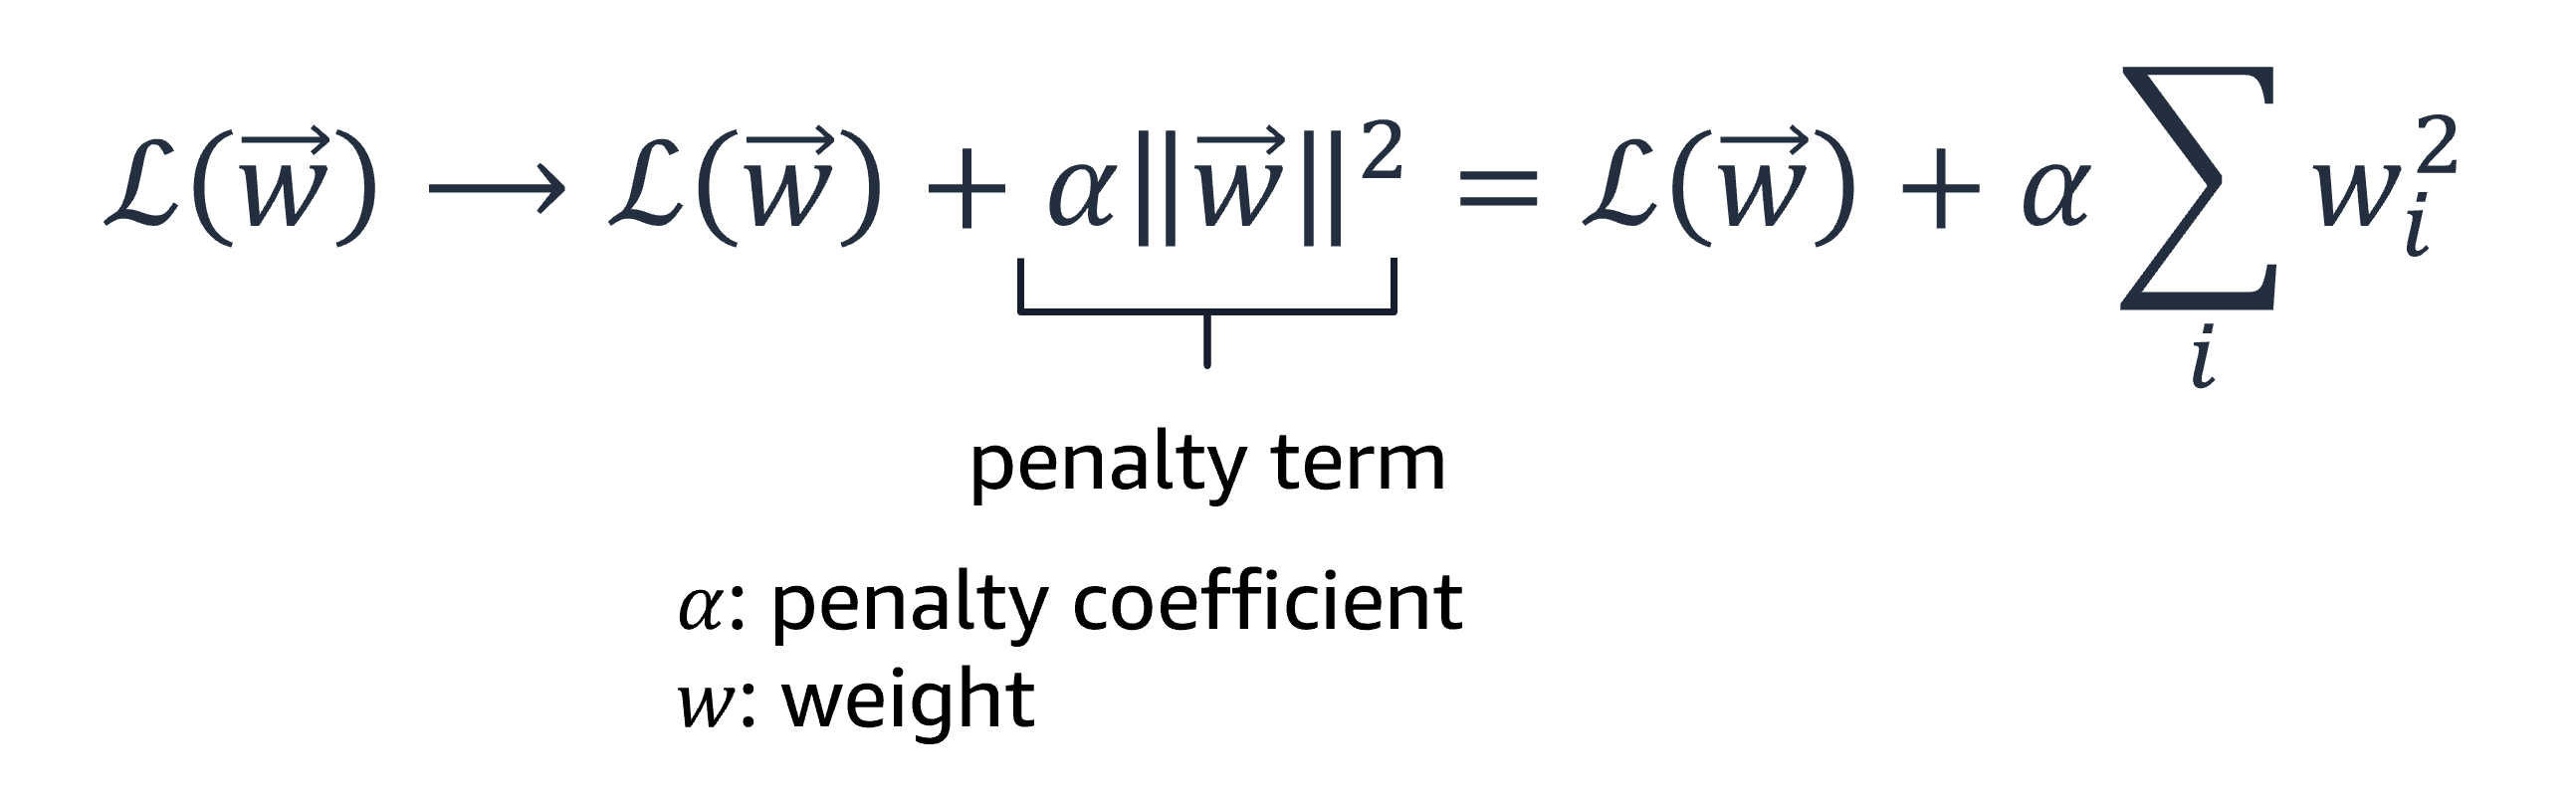 ℒ(w⃗) ⟶ ℒ(w⃗) + α‖w⃗‖² = ℒ(w⃗) + α ∑ᵢ wᵢ²
penalty term
α: penalty coefficient
w: weight